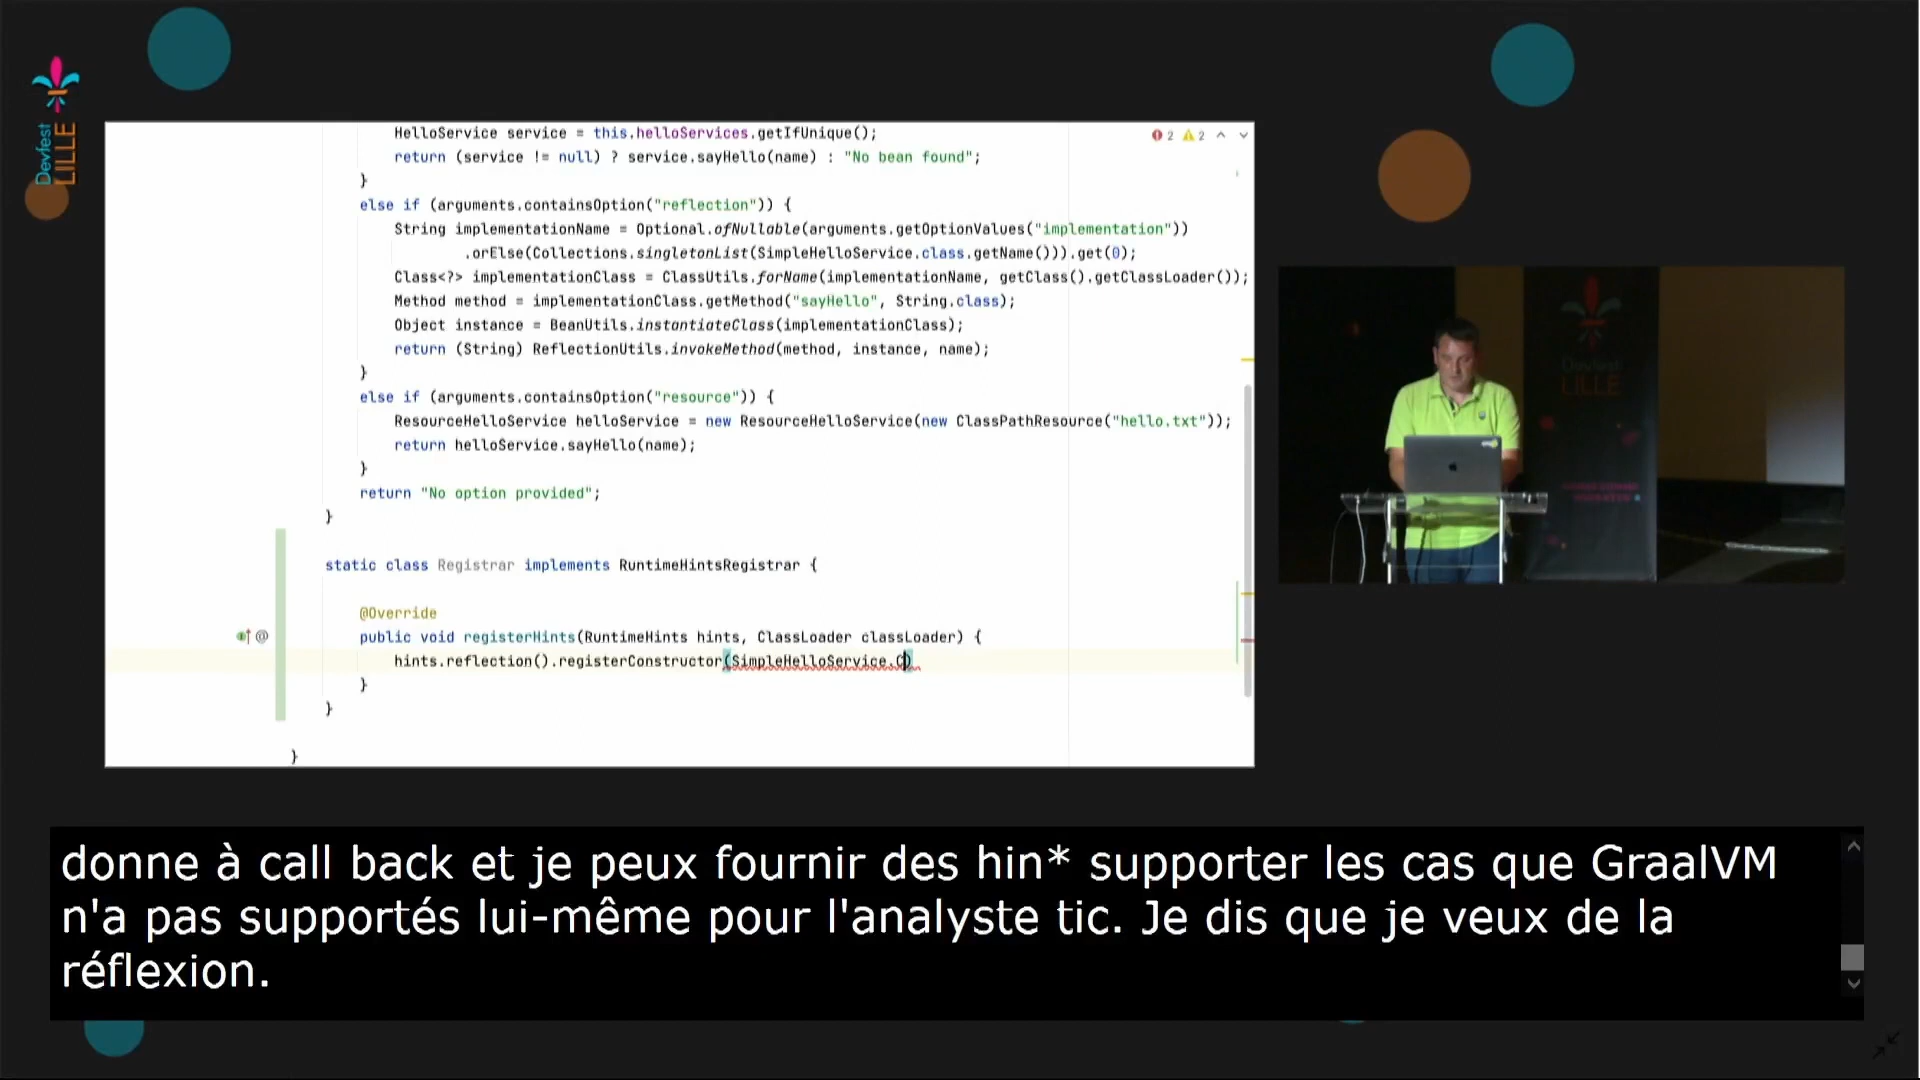 Devfest
LILLE
HelloService service = this.helloServices.getIfUnique();
2 2
return (service != null) ? service.sayHello(name) : "No bean found";
}
else if (arguments.containsOption("reflection")) {
String implementationName = Optional.ofNullable(arguments.getOptionValues("implementation"))
.orElse(Collections.singletonList(SimpleHelloService.class.getName())).get(0);
Class<?> implementationClass = ClassUtils.forName(implementationName, getClass().getClassLoader());
Method method = implementationClass.getMethod("sayHello", String.class);
Object instance = BeanUtils.instantiateClass(implementationClass);
return (String) ReflectionUtils.invokeMethod(method, instance, name);
}
else if (arguments.containsOption("resource")) {
ResourceHelloService helloService = new ResourceHelloService(new ClassPathResource("hello.txt"));
return helloService.sayHello(name);
}
return "No option provided";
}
static class Registrar implements RuntimeHintsRegistrar {
@Override
public void registerHints(RuntimeHints hints, ClassLoader classLoader) {
hints.reflection().registerConstructor(SimpleHelloService.C)
}
}
}
Devfest
LILLE
donne à call back et je peux fournir des hin* supporter les cas que GraalVM
n'a pas supportés lui-même pour l'analyste tic. Je dis que je veux de la
réflexion.